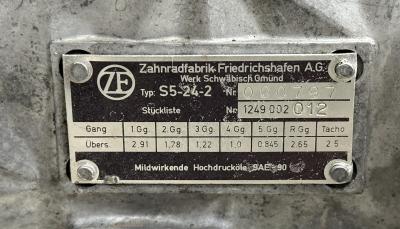 ZF Zahnradfabrik Friedrichshafen A.G.
Werk Schwäbisch Gmünd
Typ: S5-24-2 Nr 000797
Stückliste Nr 1249 002 012
Gang 1.Gg. 2.Gg 3.Gg 4.Gg 5.Gg R.Gg Tacho
Übers. 2,91 1,78 1,22 1,0 0,845 2,65 2,5
Mildwirkende Hochdrucköle SAE 90